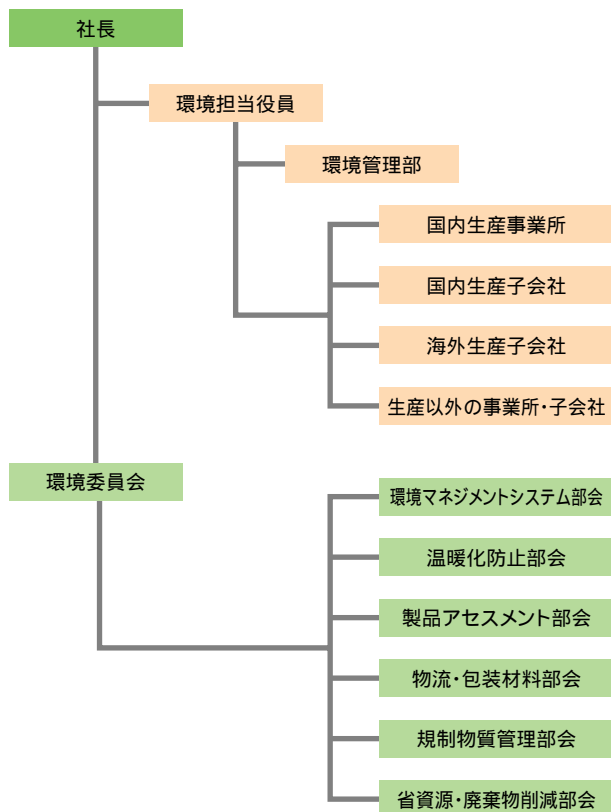 社長
環境担当役員
環境管理部
国内生産事業所
国内生産子会社
海外生産子会社
生産以外の事業所・子会社
環境委員会
環境マネジメントシステム部会
温暖化防止部会
製品アセスメント部会
物流・包装材料部会
規制物質管理部会
省資源・廃棄物削減部会